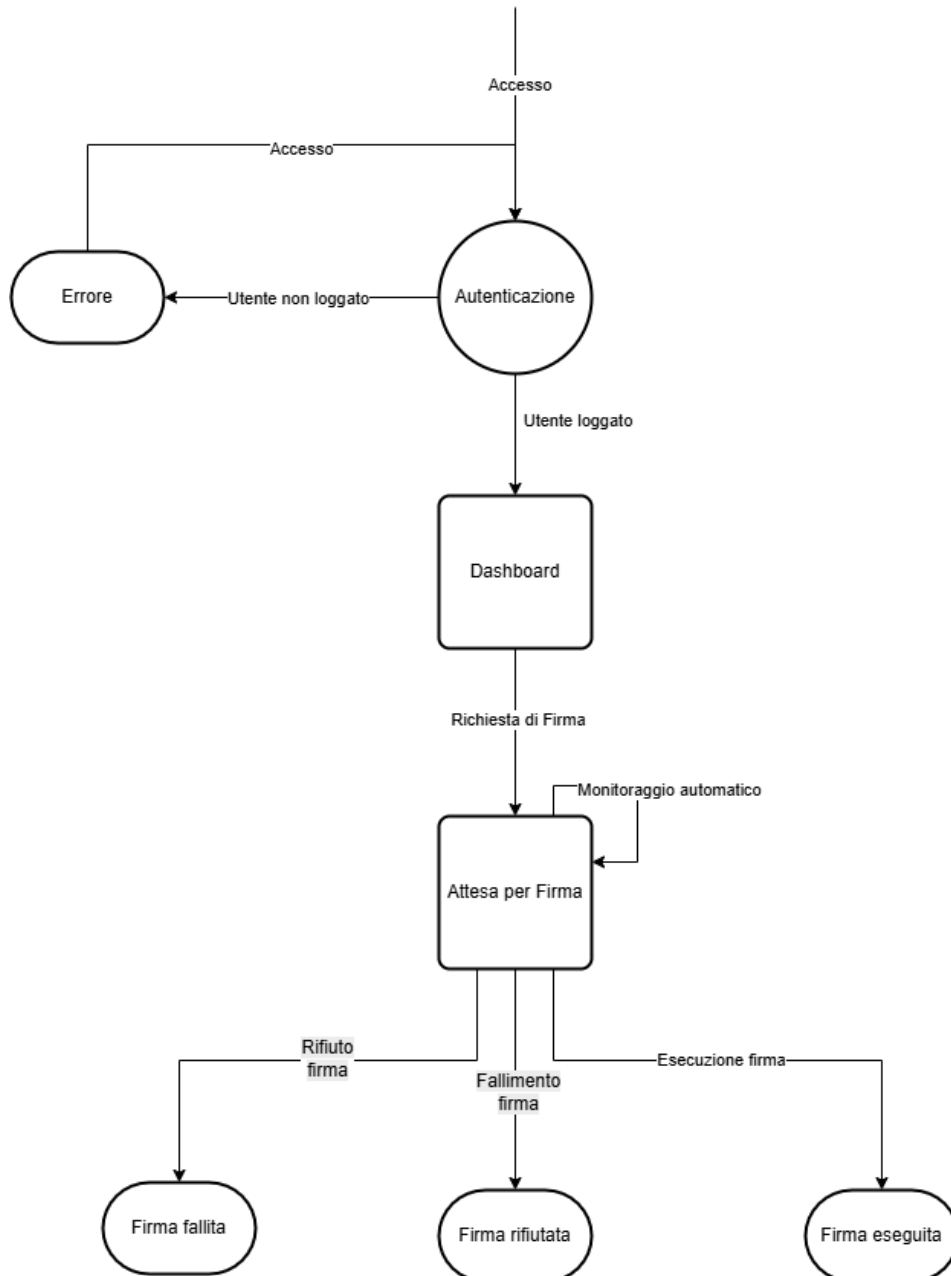 Accesso
Accesso
Errore
Utente non loggato
Autenticazione
Utente loggato
Dashboard
Richiesta di Firma
Monitoraggio automatico
Attesa per Firma
Rifiuto
firma
Fallimento
firma
Esecuzione firma
Firma fallita
Firma rifiutata
Firma eseguita